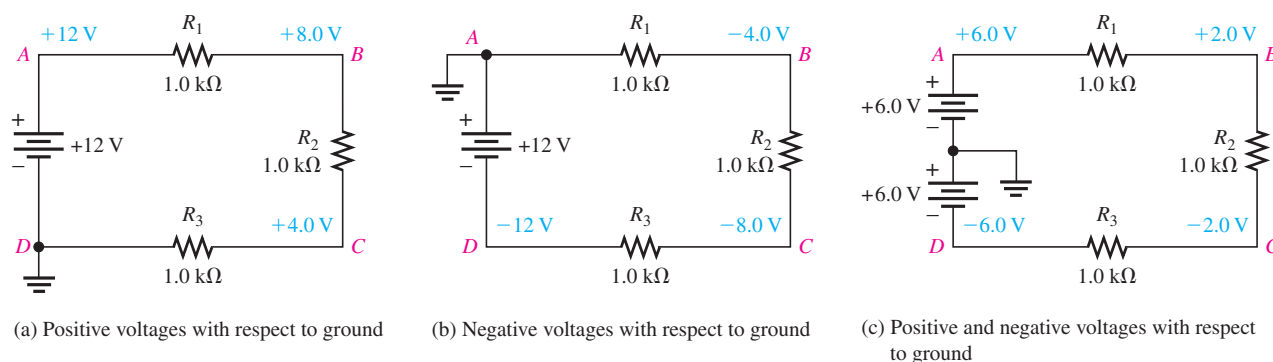 +12 V R1 +8.0 V
A B
1.0 kΩ
+ +12 V −
R2
1.0 kΩ
R3 +4.0 V
D C
1.0 kΩ
(a) Positive voltages with respect to ground
A R1 −4.0 V
B
1.0 kΩ
+ +12 V −
R2
1.0 kΩ
−12 V R3 −8.0 V
D C
1.0 kΩ
(b) Negative voltages with respect to ground
+6.0 V R1 +2.0 V
A B
1.0 kΩ
+ +6.0 V −
R2
1.0 kΩ
+ +6.0 V −
−6.0 V R3 −2.0 V
D C
1.0 kΩ
(c) Positive and negative voltages with respect
to ground